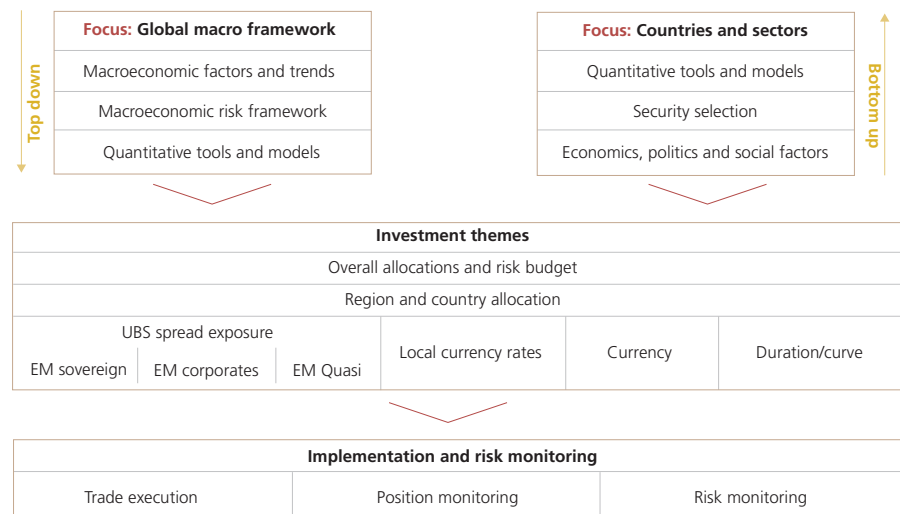 Top down
Focus: Global macro framework
Macroeconomic factors and trends
Macroeconomic risk framework
Quantitative tools and models
Focus: Countries and sectors
Quantitative tools and models
Security selection
Economics, politics and social factors
Bottom up
Investment themes
Overall allocations and risk budget
Region and country allocation
UBS spread exposure
EM sovereign
EM corporates
EM Quasi
Local currency rates
Currency
Duration/curve
Implementation and risk monitoring
Trade execution
Position monitoring
Risk monitoring